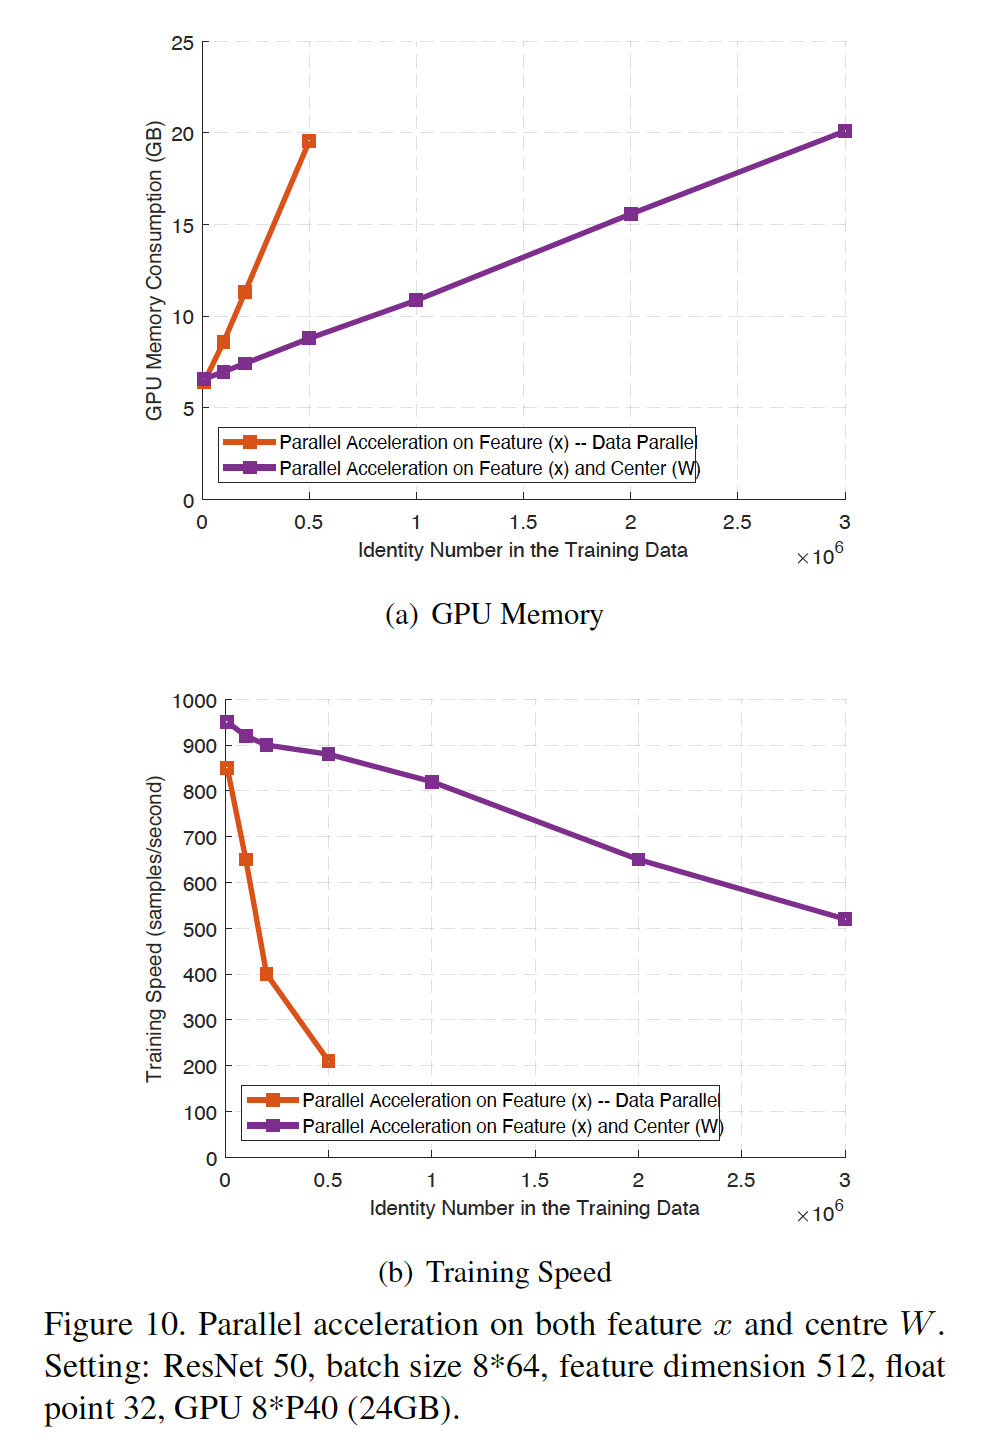 25
20
15
10
5
0
GPU Memory Consumption (GB)
Parallel Acceleration on Feature (x) -- Data Parallel
Parallel Acceleration on Feature (x) and Center (W)
0 0.5 1 1.5 2 2.5 3
Identity Number in the Training Data
×10^6
(a) GPU Memory
1000
900
800
700
600
500
400
300
200
100
0
Training Speed (samples/second)
Parallel Acceleration on Feature (x) -- Data Parallel
Parallel Acceleration on Feature (x) and Center (W)
0 0.5 1 1.5 2 2.5 3
Identity Number in the Training Data
×10^6
(b) Training Speed
Figure 10. Parallel acceleration on both feature x and centre W.
Setting: ResNet 50, batch size 8*64, feature dimension 512, float
point 32, GPU 8*P40 (24GB).